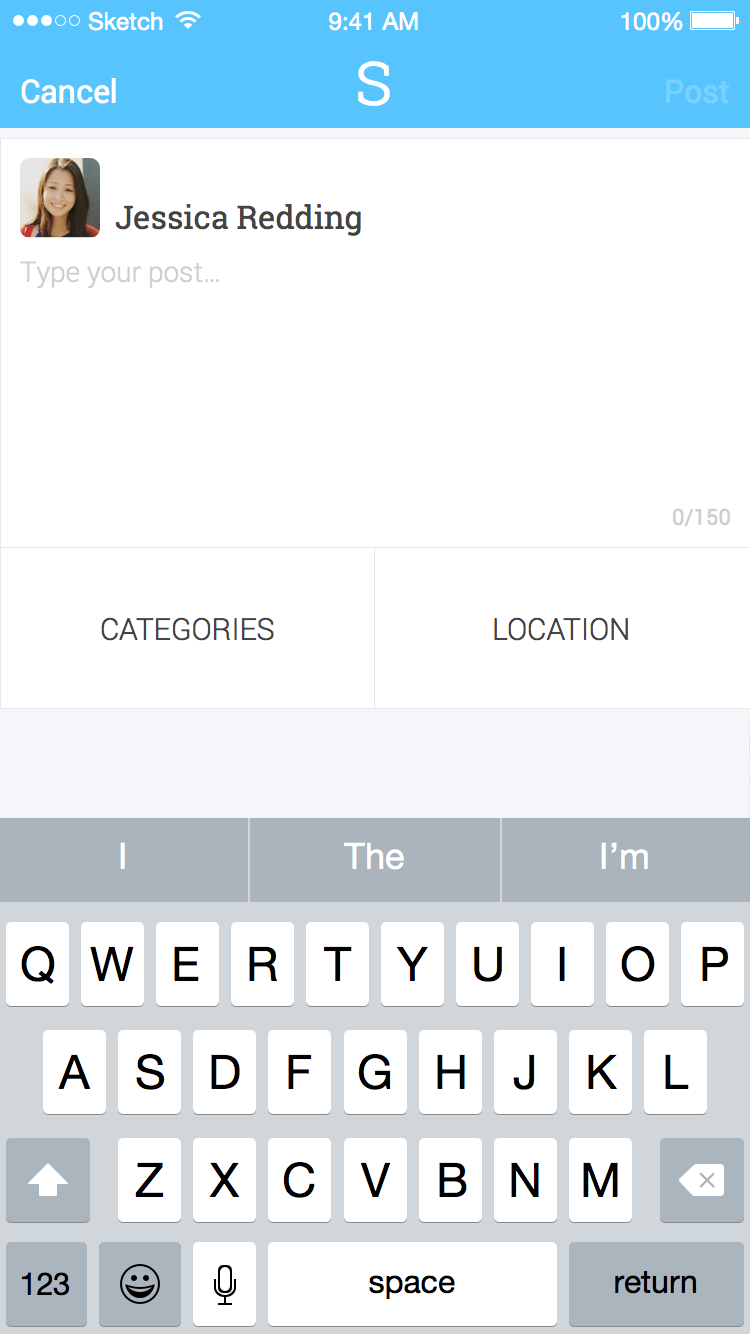 Sketch 9:41 AM 100%
Cancel S Post
Jessica Redding
Type your post...
0/150
CATEGORIES LOCATION
I The I'm
Q W E R T Y U I O P
A S D F G H J K L
Z X C V B N M
123 space return